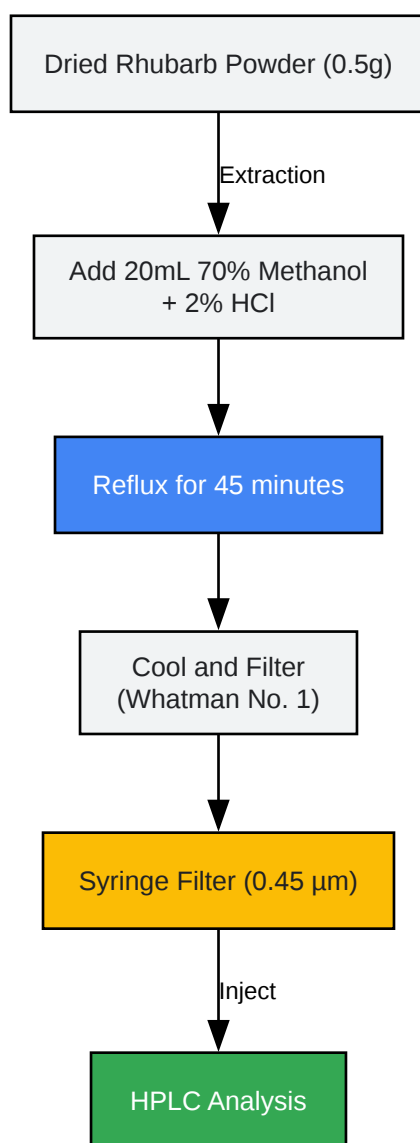 Dried Rhubarb Powder (0.5g)
Extraction
Add 20mL 70% Methanol
+ 2% HCl
Reflux for 45 minutes
Cool and Filter
(Whatman No. 1)
Syringe Filter (0.45 µm)
Inject
HPLC Analysis